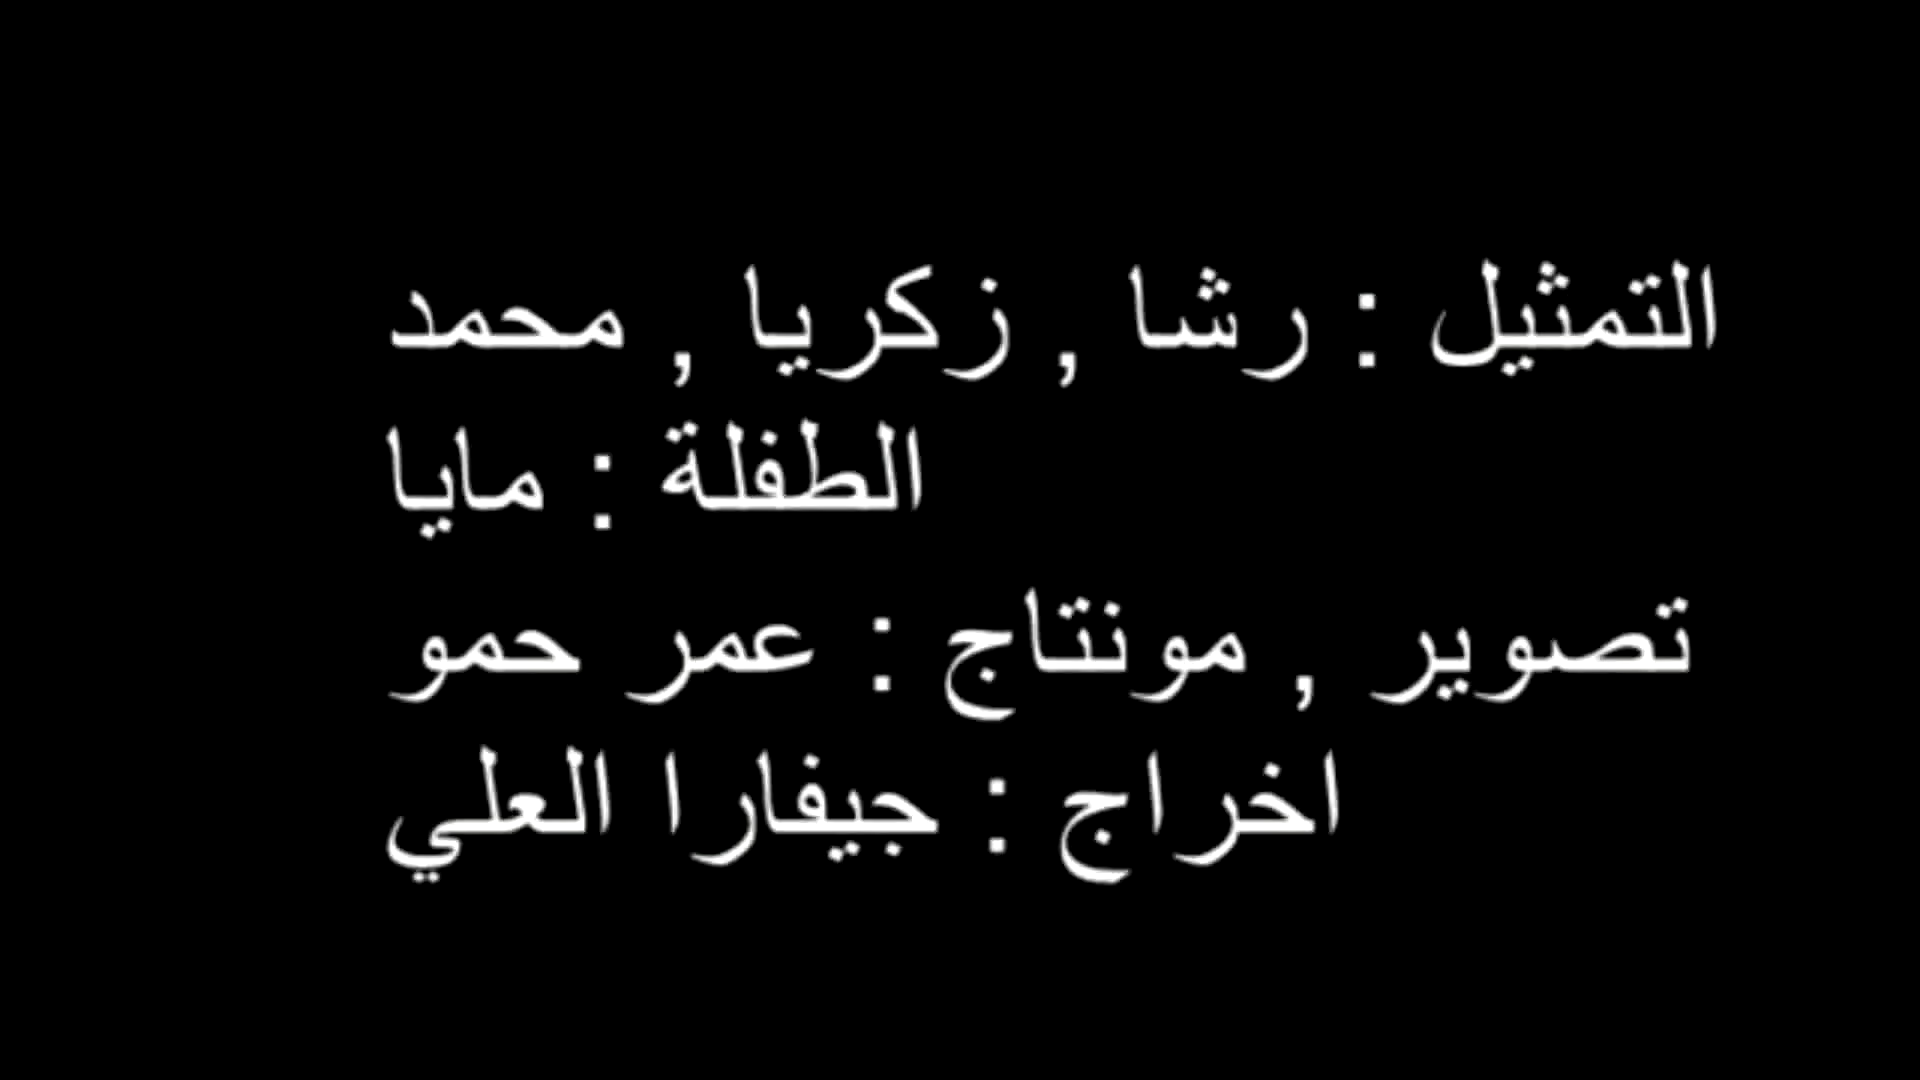 التمثيل : رشا , زكريا , محمد
الطفلة : مايا
تصوير , مونتاج : عمر حمو
اخراج : جيفارا العلي